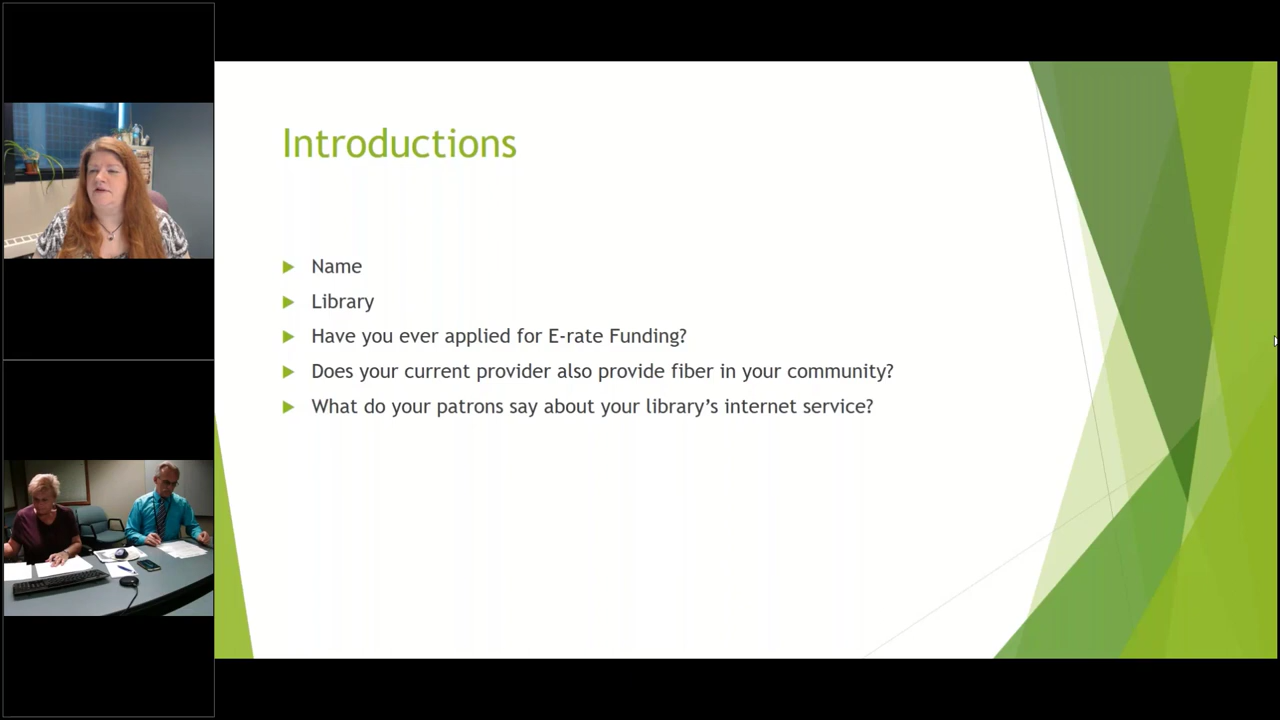 Introductions
Name
Library
Have you ever applied for E-rate Funding?
Does your current provider also provide fiber in your community?
What do your patrons say about your library’s internet service?